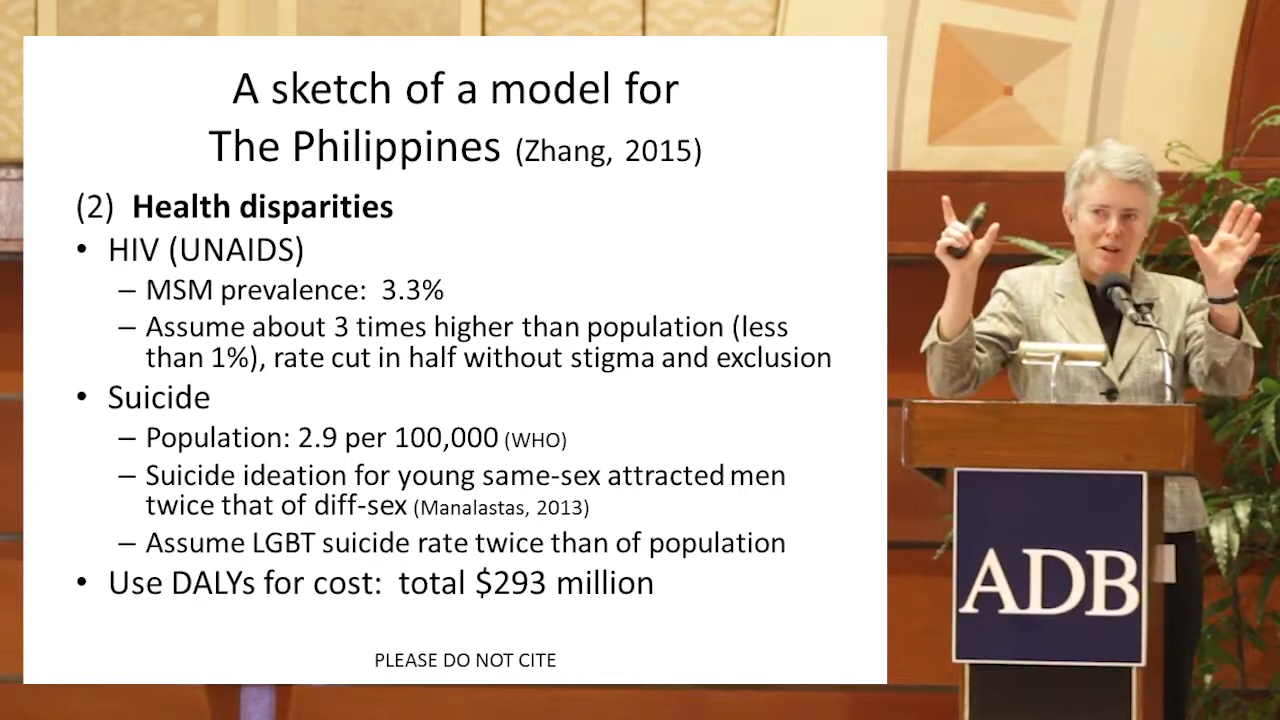 A sketch of a model for
The Philippines (Zhang, 2015)
(2) Health disparities
• HIV (UNAIDS)
– MSM prevalence: 3.3%
– Assume about 3 times higher than population (less
than 1%), rate cut in half without stigma and exclusion
• Suicide
– Population: 2.9 per 100,000 (WHO)
– Suicide ideation for young same-sex attracted men
twice that of diff-sex (Manalastas, 2013)
– Assume LGBT suicide rate twice than of population
• Use DALYs for cost: total $293 million
PLEASE DO NOT CITE
ADB